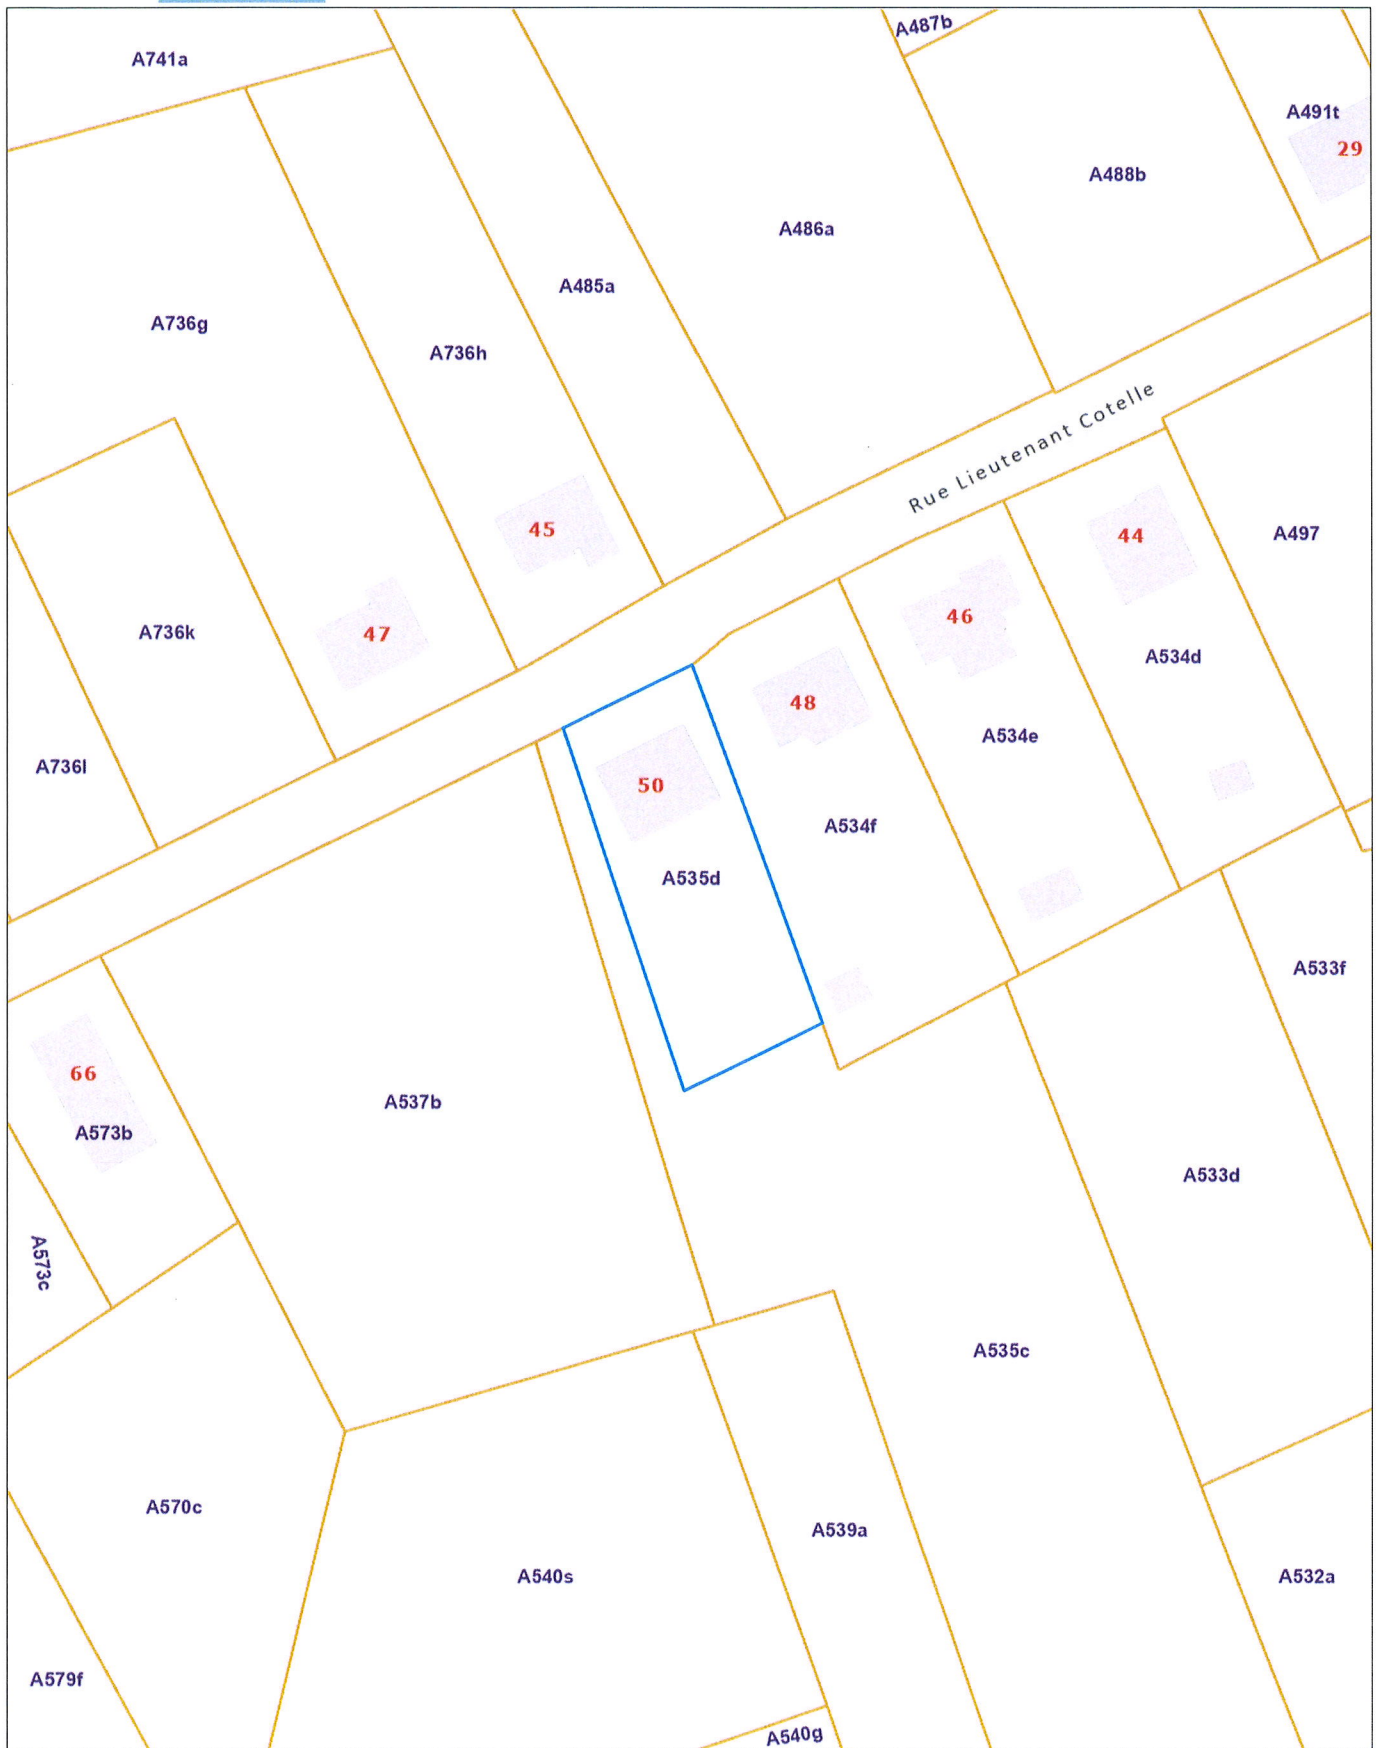 A741a
A487b
A491t
29
A488b
A486a
A485a
A736g
A736h
Rue Lieutenant Cotelle
45
44
A497
47
A736k
46
A534d
48
A534e
A736l
50
A534f
A535d
A533f
66
A537b
A573b
A533d
A573c
A535c
A570c
A539a
A540s
A532a
A579f
A540g